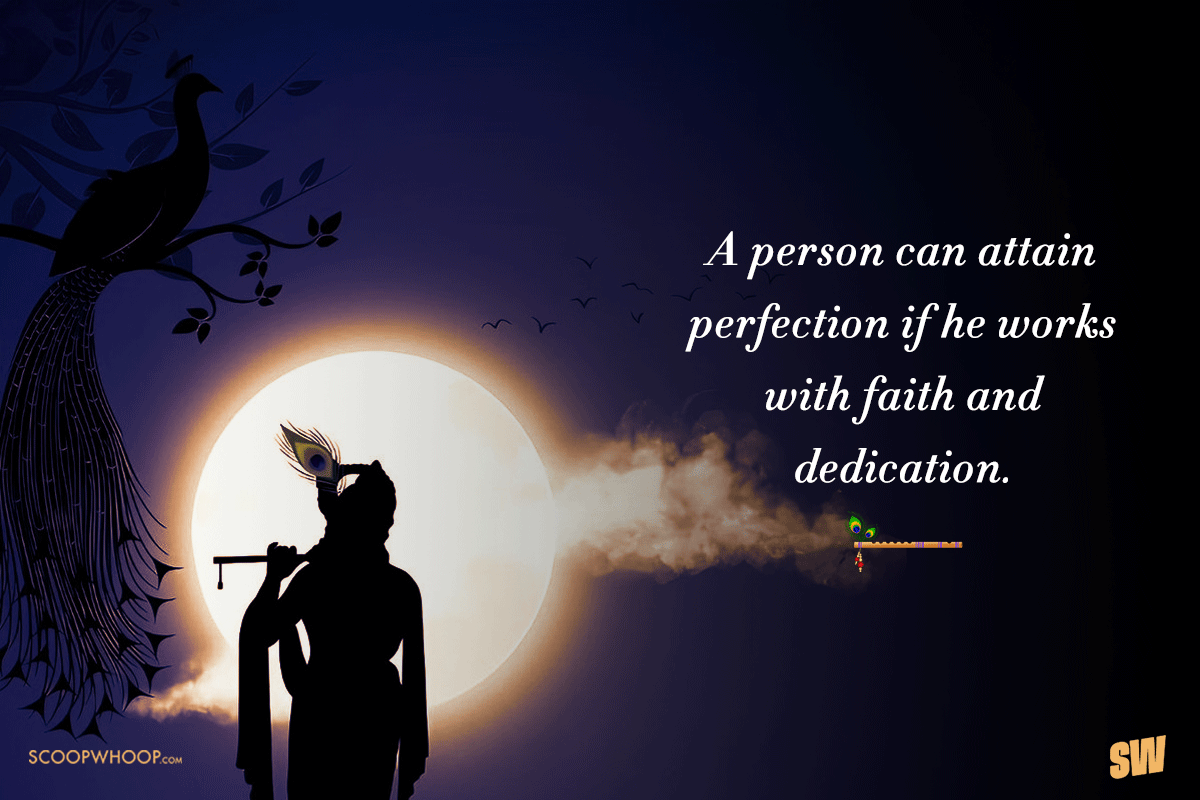 A person can attain
perfection if he works
with faith and
dedication.
SCOOPWHOOP.COM
SW